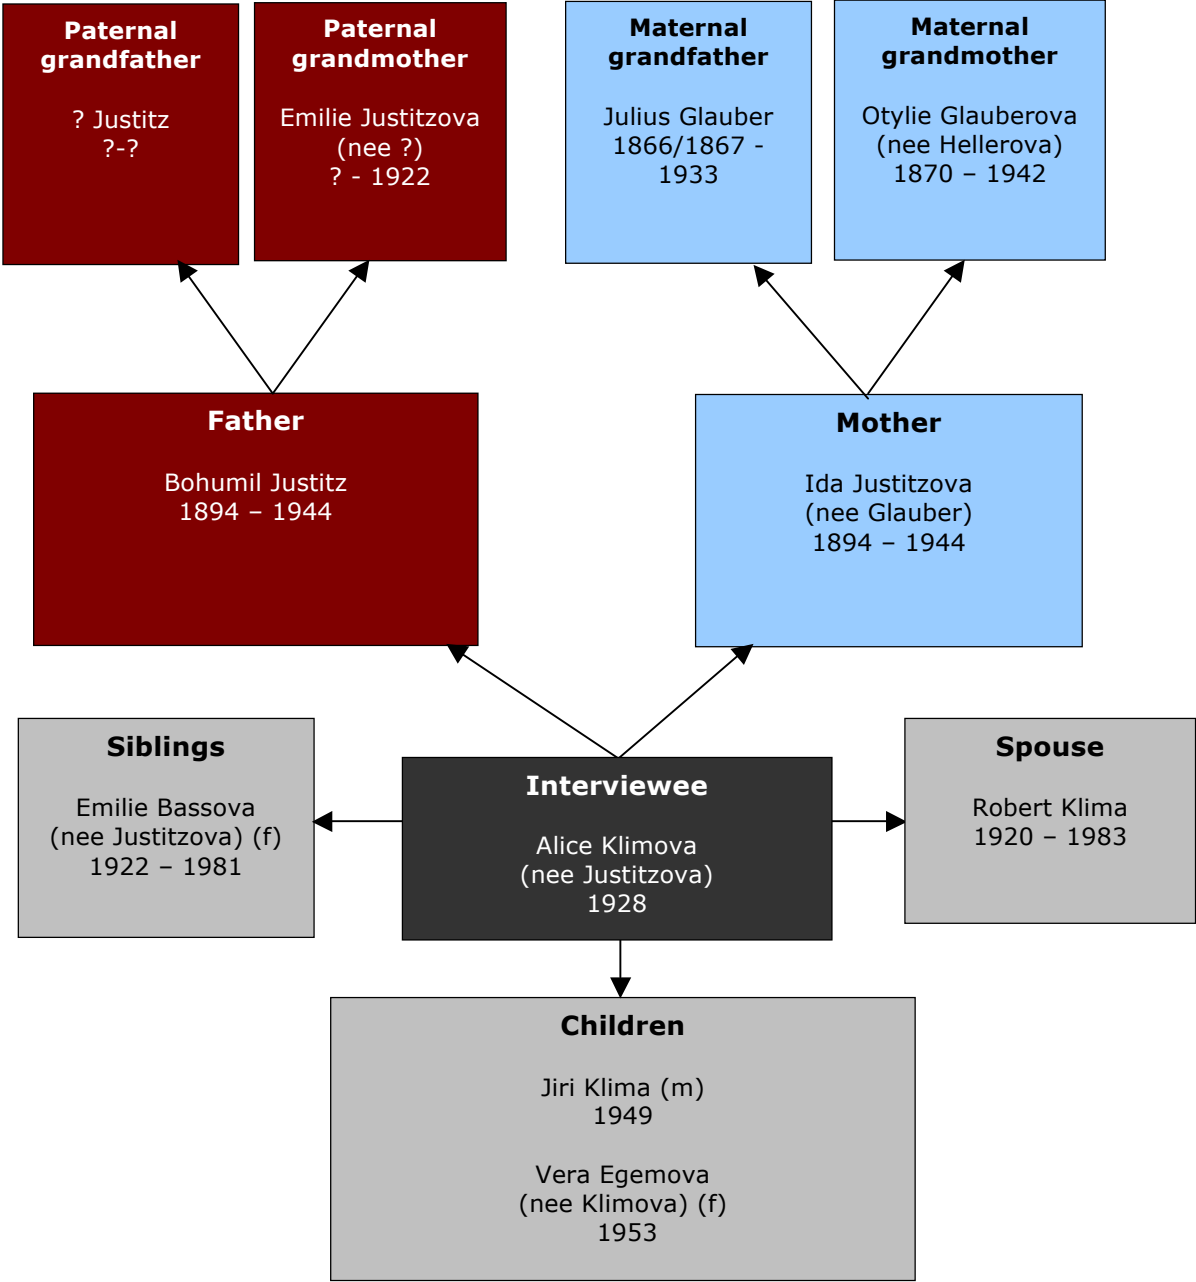 Paternal
grandfather
? Justitz
?-?
Paternal
grandmother
Emilie Justitzova
(nee ?)
? - 1922
Maternal
grandfather
Julius Glauber
1866/1867 -
1933
Maternal
grandmother
Otylie Glauberova
(nee Hellerova)
1870 – 1942
Father
Bohumil Justitz
1894 – 1944
Mother
Ida Justitzova
(nee Glauber)
1894 – 1944
Siblings
Emilie Bassova
(nee Justitzova) (f)
1922 – 1981
Interviewee
Alice Klimova
(nee Justitzova)
1928
Spouse
Robert Klima
1920 – 1983
Children
Jiri Klima (m)
1949
Vera Egemova
(nee Klimova) (f)
1953